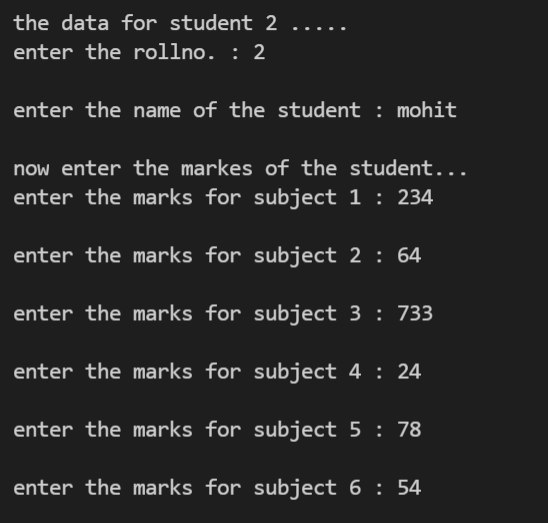 the data for student 2 .....
enter the rollno. : 2
enter the name of the student : mohit
now enter the markes of the student...
enter the marks for subject 1 : 234
enter the marks for subject 2 : 64
enter the marks for subject 3 : 733
enter the marks for subject 4 : 24
enter the marks for subject 5 : 78
enter the marks for subject 6 : 54